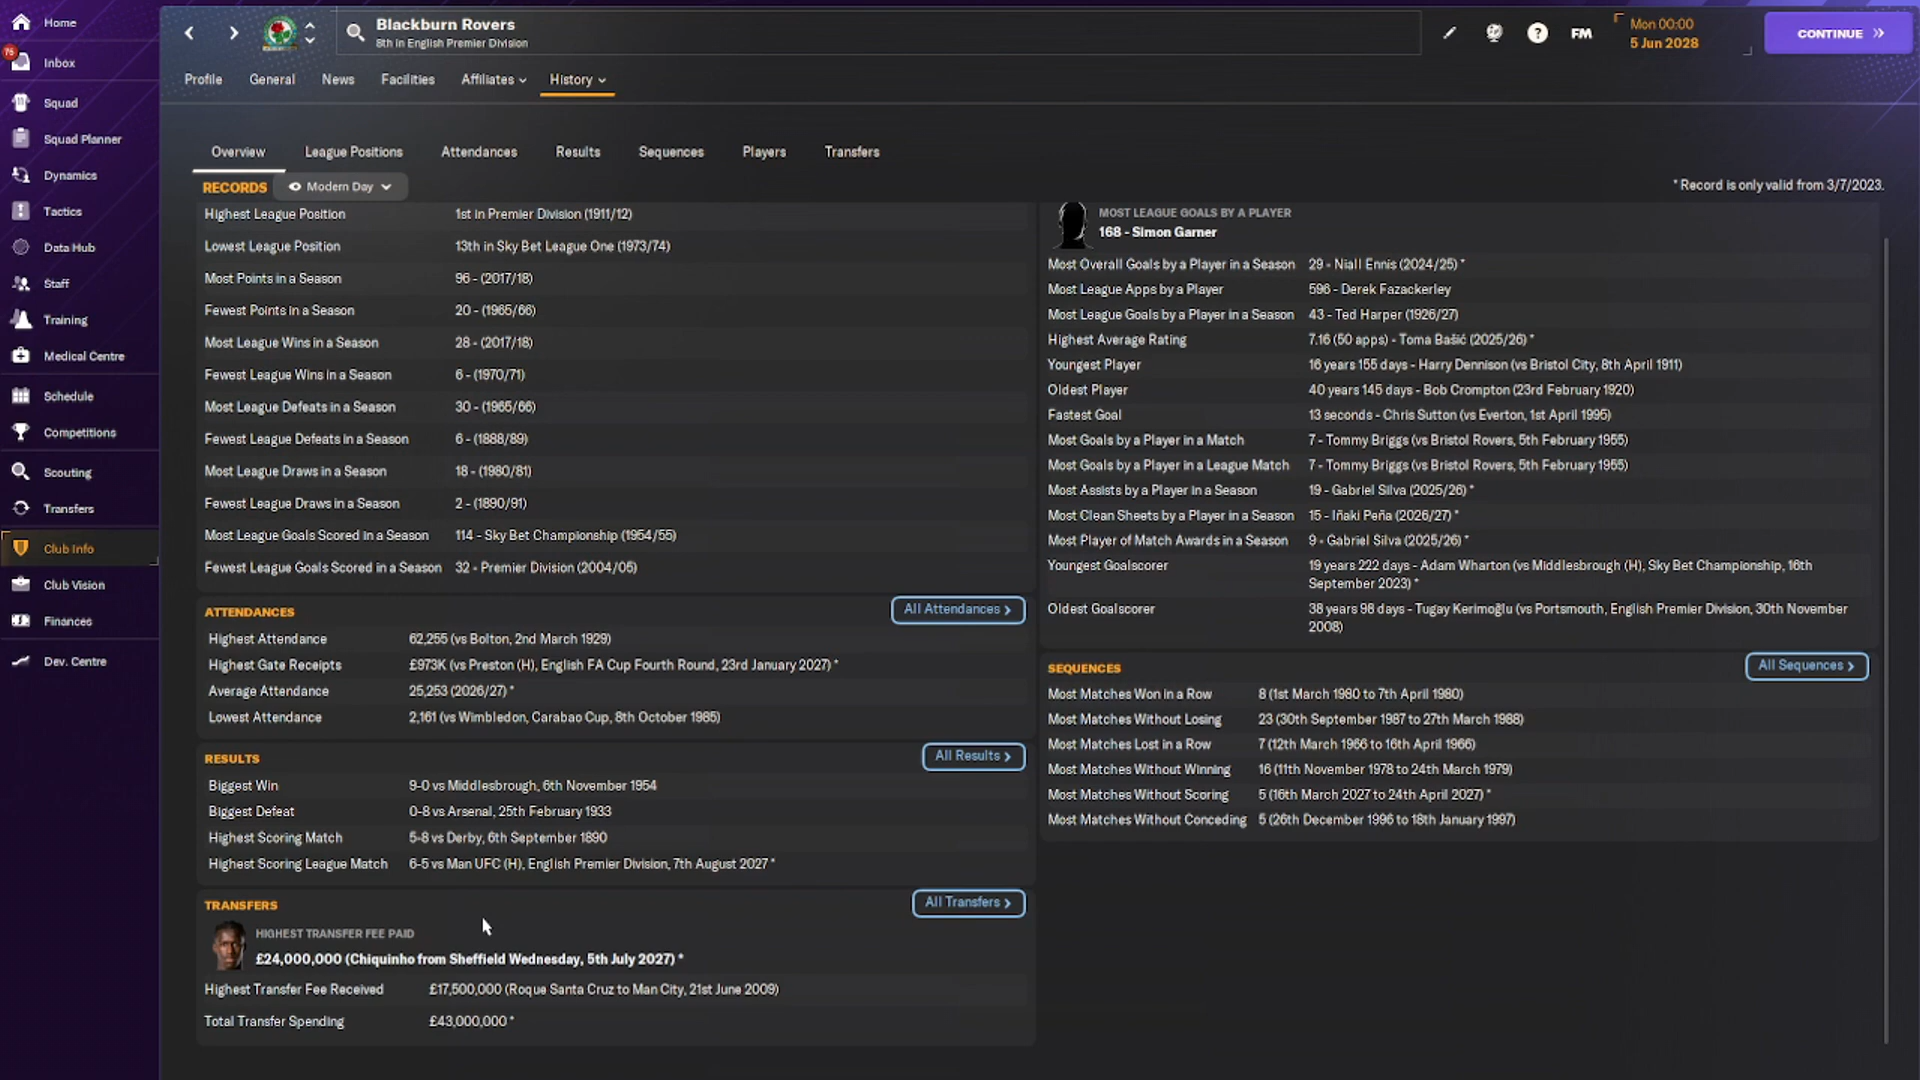 Home
75
Inbox
Squad
Squad Planner
Dynamics
Tactics
Data Hub
Staff
Training
Medical Centre
Schedule
Competitions
Scouting
Transfers
Club Info
Club Vision
Finances
Dev. Centre
Blackburn Rovers
8th in English Premier Division
FM
Mon 00:00
5 Jun 2028
CONTINUE
Profile General News Facilities Affiliates History
Overview League Positions Attendances Results Sequences Players Transfers
RECORDS Modern Day
* Record is only valid from 3/7/2023.
Highest League Position 1st in Premier Division (1911/12)
Lowest League Position 13th in Sky Bet League One (1973/74)
Most Points in a Season 96 - (2017/18)
Fewest Points in a Season 20 - (1965/66)
Most League Wins in a Season 28 - (2017/18)
Fewest League Wins in a Season 6 - (1970/71)
Most League Defeats in a Season 30 - (1965/66)
Fewest League Defeats in a Season 6 - (1888/89)
Most League Draws in a Season 18 - (1980/81)
Fewest League Draws in a Season 2 - (1890/91)
Most League Goals Scored in a Season 114 - Sky Bet Championship (1954/55)
Fewest League Goals Scored in a Season 32 - Premier Division (2004/05)
ATTENDANCES All Attendances
Highest Attendance 62,255 (vs Bolton, 2nd March 1929)
Highest Gate Receipts £973K (vs Preston (H), English FA Cup Fourth Round, 23rd January 2027) *
Average Attendance 25,253 (2026/27) *
Lowest Attendance 2,161 (vs Wimbledon, Carabao Cup, 8th October 1985)
RESULTS All Results
Biggest Win 9-0 vs Middlesbrough, 6th November 1954
Biggest Defeat 0-8 vs Arsenal, 25th February 1933
Highest Scoring Match 5-8 vs Derby, 6th September 1890
Highest Scoring League Match 6-5 vs Man UFC (H), English Premier Division, 7th August 2027 *
TRANSFERS All Transfers
HIGHEST TRANSFER FEE PAID
£24,000,000 (Chiquinho from Sheffield Wednesday, 5th July 2027) *
Highest Transfer Fee Received £17,500,000 (Roque Santa Cruz to Man City, 21st June 2009)
Total Transfer Spending £43,000,000 *
MOST LEAGUE GOALS BY A PLAYER
168 - Simon Garner
Most Overall Goals by a Player in a Season 29 - Niall Ennis (2024/25) *
Most League Apps by a Player 596 - Derek Fazackerley
Most League Goals by a Player in a Season 43 - Ted Harper (1926/27)
Highest Average Rating 7.16 (50 apps) - Toma Bašić (2025/26) *
Youngest Player 16 years 155 days - Harry Dennison (vs Bristol City, 8th April 1911)
Oldest Player 40 years 145 days - Bob Crompton (23rd February 1920)
Fastest Goal 13 seconds - Chris Sutton (vs Everton, 1st April 1995)
Most Goals by a Player in a Match 7 - Tommy Briggs (vs Bristol Rovers, 5th February 1955)
Most Goals by a Player in a League Match 7 - Tommy Briggs (vs Bristol Rovers, 5th February 1955)
Most Assists by a Player in a Season 19 - Gabriel Silva (2025/26) *
Most Clean Sheets by a Player in a Season 15 - Iñaki Peña (2026/27) *
Most Player of Match Awards in a Season 9 - Gabriel Silva (2025/26) *
Youngest Goalscorer 19 years 222 days - Adam Wharton (vs Middlesbrough (H), Sky Bet Championship, 16th
September 2023) *
Oldest Goalscorer 38 years 98 days - Tugay Kerimoğlu (vs Portsmouth, English Premier Division, 30th November
2008)
SEQUENCES All Sequences
Most Matches Won in a Row 8 (1st March 1980 to 7th April 1980)
Most Matches Without Losing 23 (30th September 1987 to 27th March 1988)
Most Matches Lost in a Row 7 (12th March 1966 to 16th April 1966)
Most Matches Without Winning 16 (11th November 1978 to 24th March 1979)
Most Matches Without Scoring 5 (16th March 2027 to 24th April 2027) *
Most Matches Without Conceding 5 (26th December 1996 to 18th January 1997)